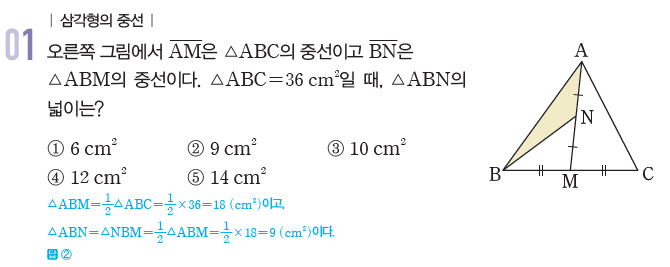 | 삼각형의 중선 |
01 오른쪽 그림에서 A̅M̅은 △ABC의 중선이고 B̅N̅은
△ABM의 중선이다. △ABC=36 cm²일 때, △ABN의
넓이는?
① 6 cm² ② 9 cm² ③ 10 cm²
④ 12 cm² ⑤ 14 cm²
△ABM=1/2△ABC=1/2×36=18 (cm²)이고,
△ABN=△NBM=1/2△ABM=1/2×18=9 (cm²)이다.
답 ②
A
N
B
M
C